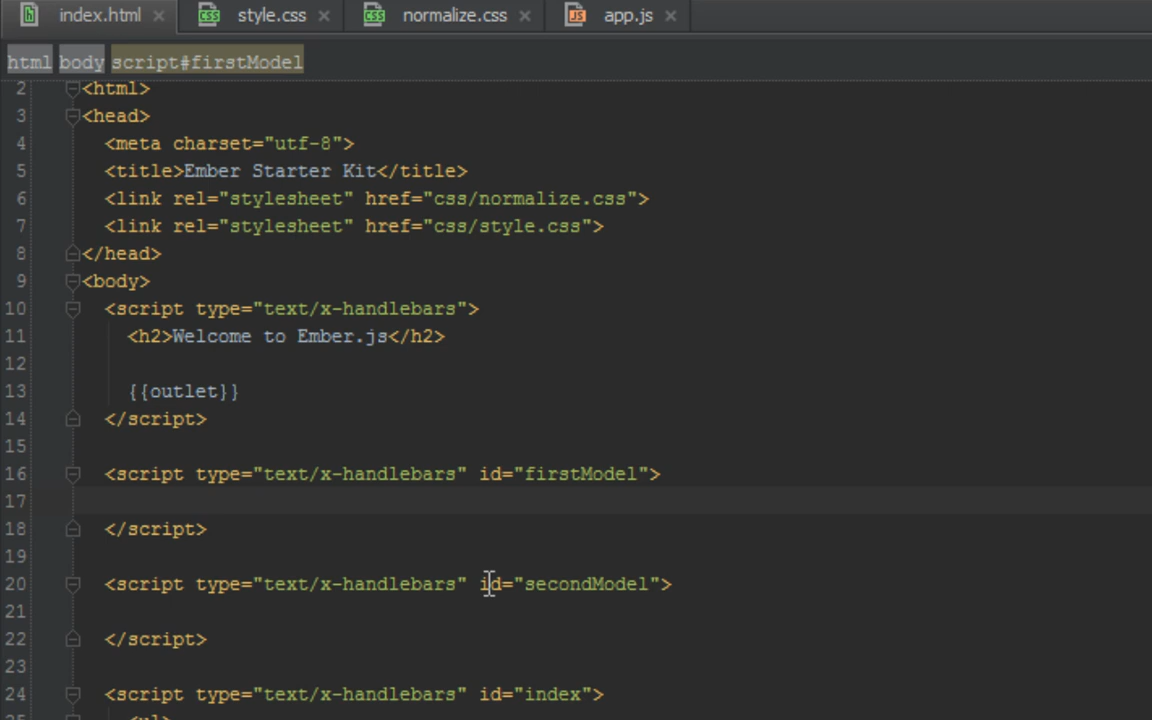 index.html style.css normalize.css app.js
html body script#firstModel
2 <html>
3 <head>
4 <meta charset="utf-8">
5 <title>Ember Starter Kit</title>
6 <link rel="stylesheet" href="css/normalize.css">
7 <link rel="stylesheet" href="css/style.css">
8 </head>
9 <body>
10 <script type="text/x-handlebars">
11 <h2>Welcome to Ember.js</h2>
12
13 {{outlet}}
14 </script>
15
16 <script type="text/x-handlebars" id="firstModel">
17
18 </script>
19
20 <script type="text/x-handlebars" id="secondModel">
21
22 </script>
23
24 <script type="text/x-handlebars" id="index">
25 <ul>